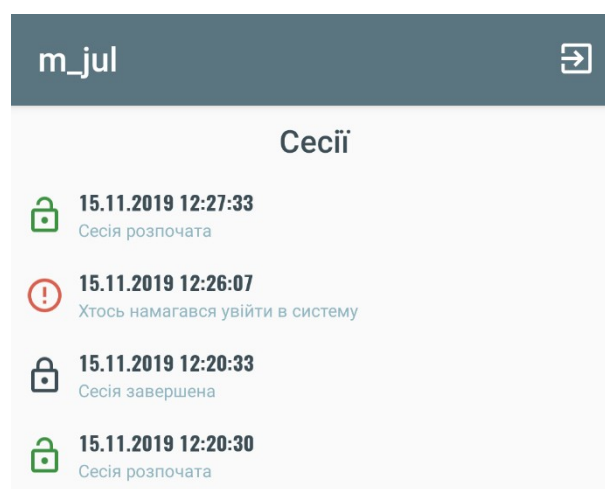 m_jul
Сесії
15.11.2019 12:27:33
Сесія розпочата
15.11.2019 12:26:07
Хтось намагався увійти в систему
15.11.2019 12:20:33
Сесія завершена
15.11.2019 12:20:30
Сесія розпочата